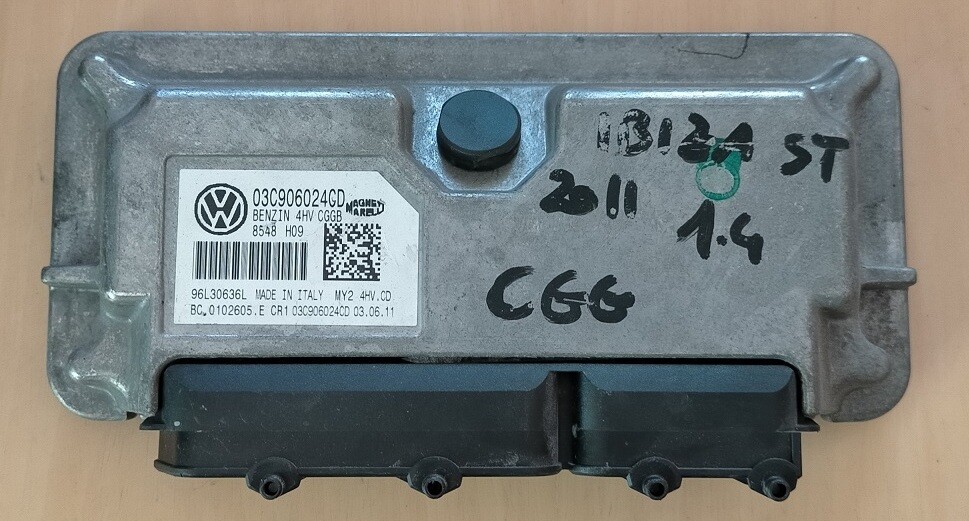 03C906024CD
BENZIN 4HV CGGB
MAGNETI
MARELLI
8548 H09
96L30636L MADE IN ITALY MY2 4HV.CD
BC.0102605.E CR1 03C906024CD 03.06.11
IBIZA ST
2011
1.4
CGG